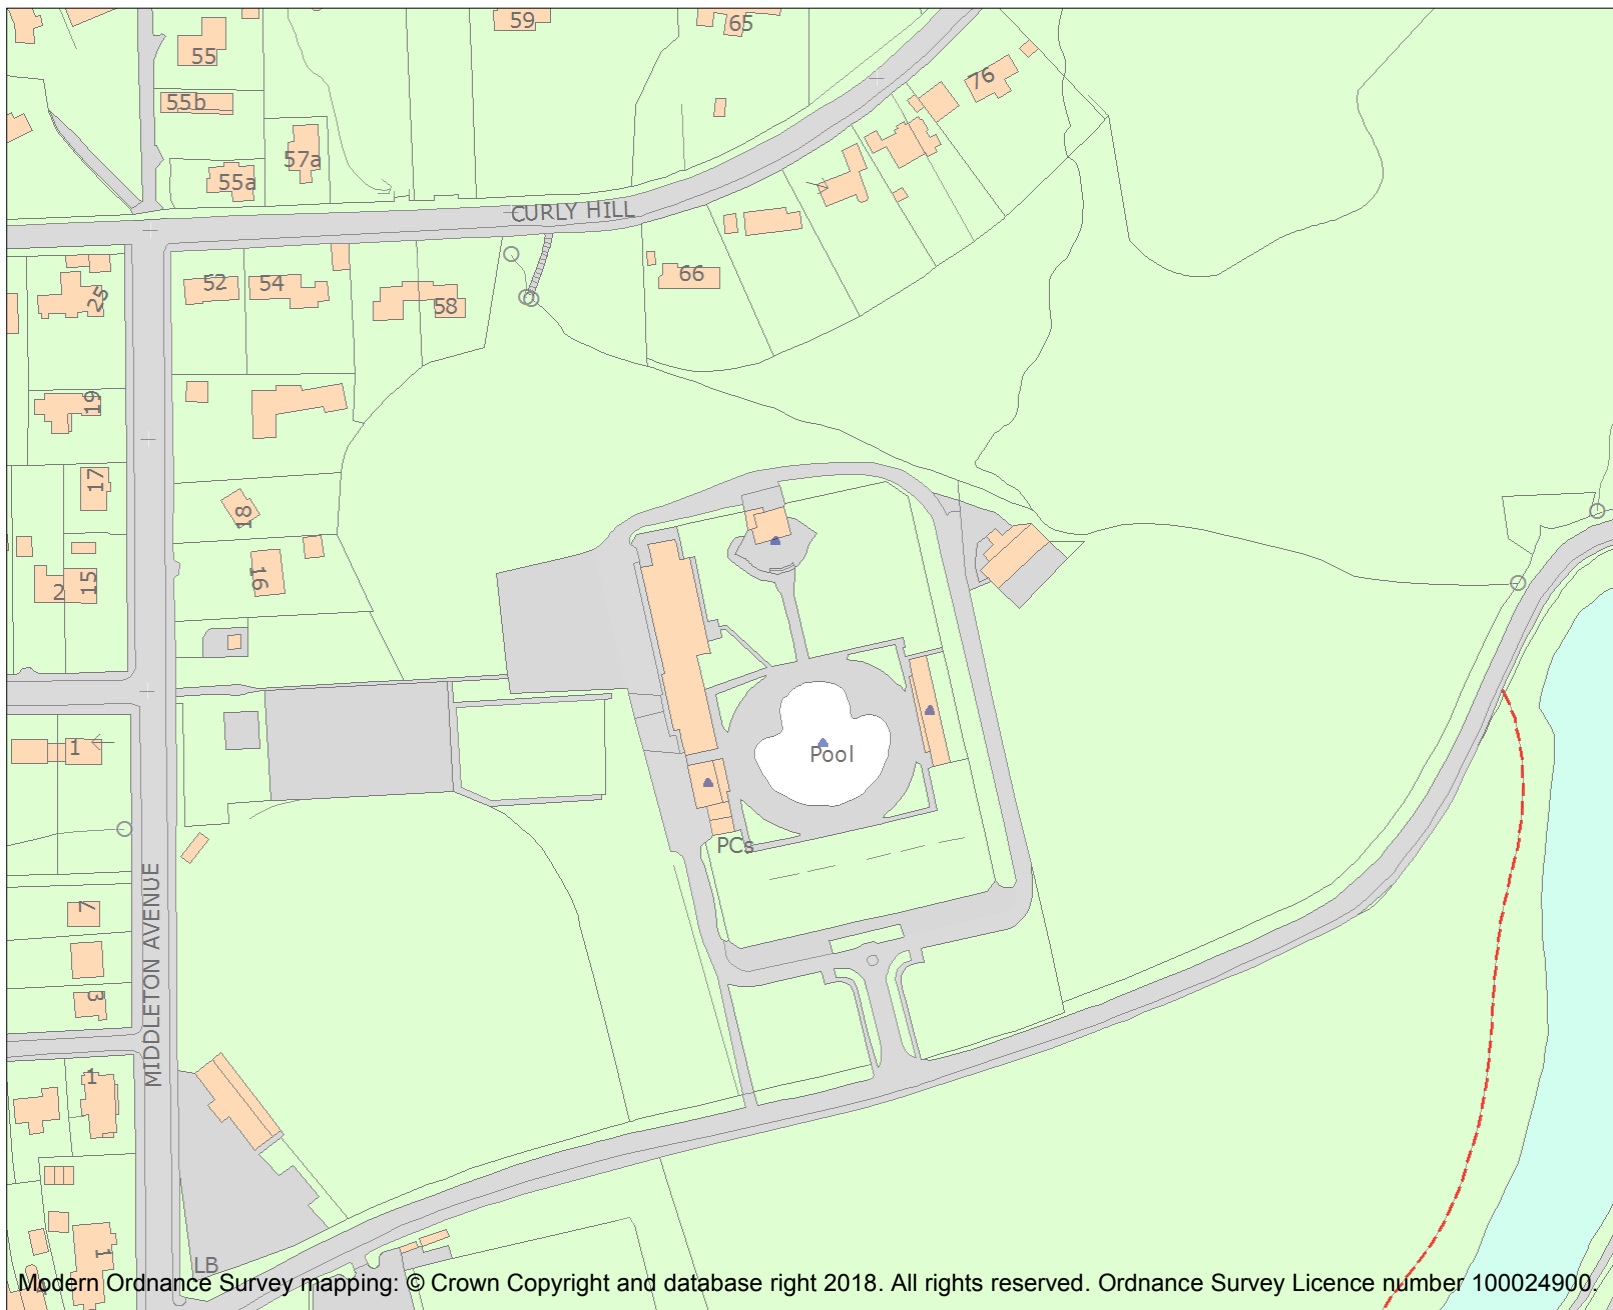 59
65
55
76
55b
57a
55a
CURLY HILL
52
54
66
25
58
19
17
18
16
15
2
1
Pool
PCs
7
MIDDLETON AVENUE
3
1
1
LB
Modern Ordnance Survey mapping: © Crown Copyright and database right 2018. All rights reserved. Ordnance Survey Licence number 100024900.